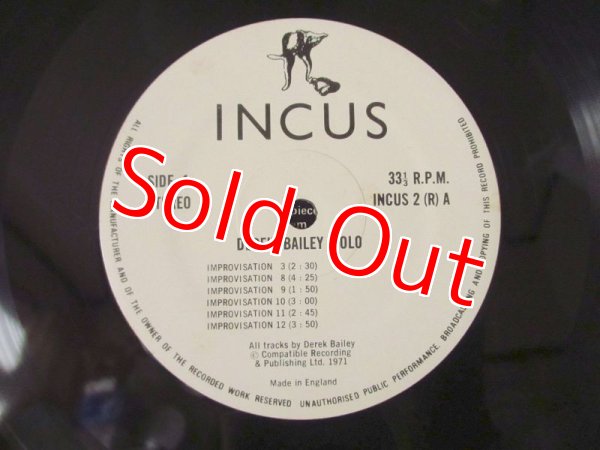 INCUS
SIDE
33⅓ R.P.M.
INCUS 2 (R) A
Sold Out
BAILEY
IMPROVISATION 3 (2 : 30)
IMPROVISATION 8 (4 : 25)
IMPROVISATION 9 (1 : 50)
IMPROVISATION 10 (3 : 00)
IMPROVISATION 11 (2 : 45)
IMPROVISATION 12 (3 : 50)
All tracks by Derek Bailey
© Compatible Recording
& Publishing Ltd. 1971
Made in England
ALL RIGHTS OF THE MANUFACTURER AND OF THE OWNER OF THE RECORDED WORK RESERVED UNAUTHORISED PUBLIC PERFORMANCE, BROADCASTING AND COPYING OF THIS RECORD PROHIBITED